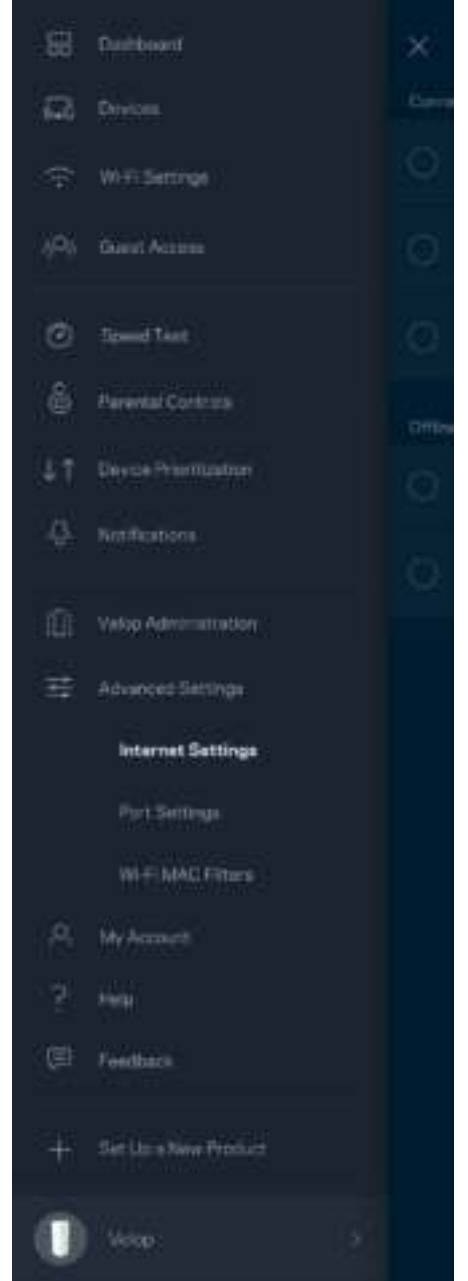 Dashboard
Devices
Wi-Fi Settings
Guest Access
Speed Test
Parental Controls
Device Prioritization
Notifications
Velop Administration
Advanced Settings
Internet Settings
Port Settings
Wi-Fi MAC Filters
My Account
Help
Feedback
Set Up a New Product
Velop
Offline